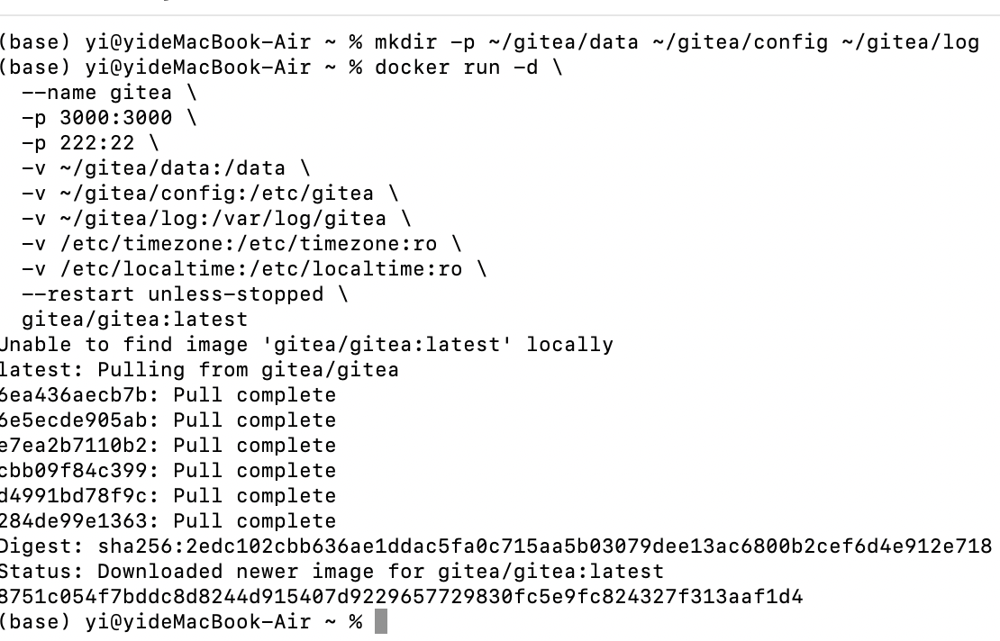 (base) yi@yideMacBook-Air ~ % mkdir -p ~/gitea/data ~/gitea/config ~/gitea/log
(base) yi@yideMacBook-Air ~ % docker run -d \
  --name gitea \
  -p 3000:3000 \
  -p 222:22 \
  -v ~/gitea/data:/data \
  -v ~/gitea/config:/etc/gitea \
  -v ~/gitea/log:/var/log/gitea \
  -v /etc/timezone:/etc/timezone:ro \
  -v /etc/localtime:/etc/localtime:ro \
  --restart unless-stopped \
  gitea/gitea:latest
Unable to find image 'gitea/gitea:latest' locally
latest: Pulling from gitea/gitea
6ea436aecb7b: Pull complete
6e5ecde905ab: Pull complete
e7ea2b7110b2: Pull complete
cbb09f84c399: Pull complete
d4991bd78f9c: Pull complete
284de99e1363: Pull complete
Digest: sha256:2edc102cbb636ae1ddac5fa0c715aa5b03079dee13ac6800b2cef6d4e912e718
Status: Downloaded newer image for gitea/gitea:latest
8751c054f7bddc8d8244d915407d9229657729830fc5e9fc824327f313aaf1d4
(base) yi@yideMacBook-Air ~ %